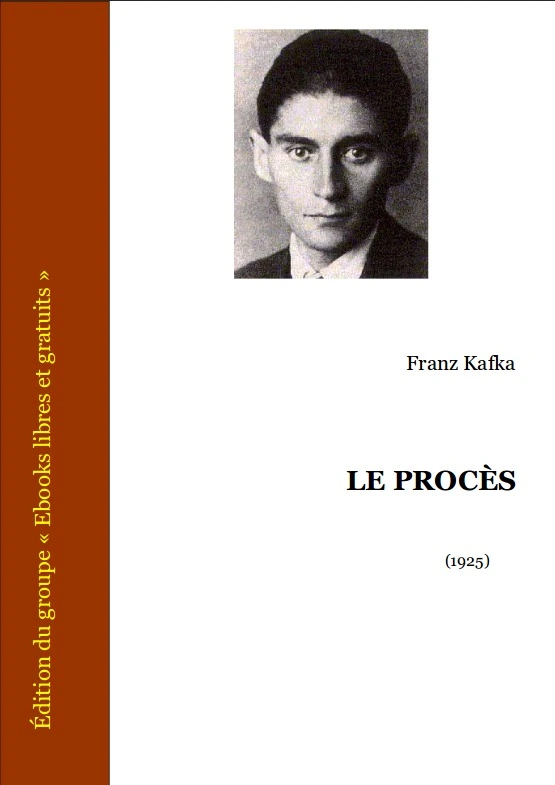 Franz Kafka
LE PROCÈS
(1925)
Édition du groupe « Ebooks libres et gratuits »